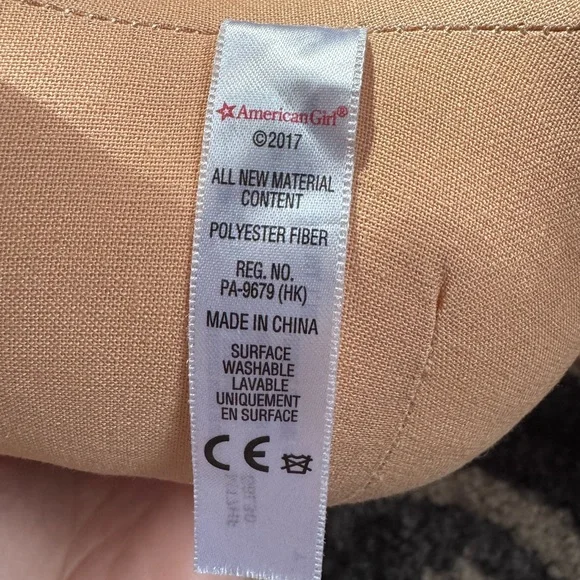 American Girl®
©2017
ALL NEW MATERIAL
CONTENT
POLYESTER FIBER
REG. NO.
PA-9679 (HK)
MADE IN CHINA
SURFACE
WASHABLE
LAVABLE
UNIQUEMENT
EN SURFACE
CE